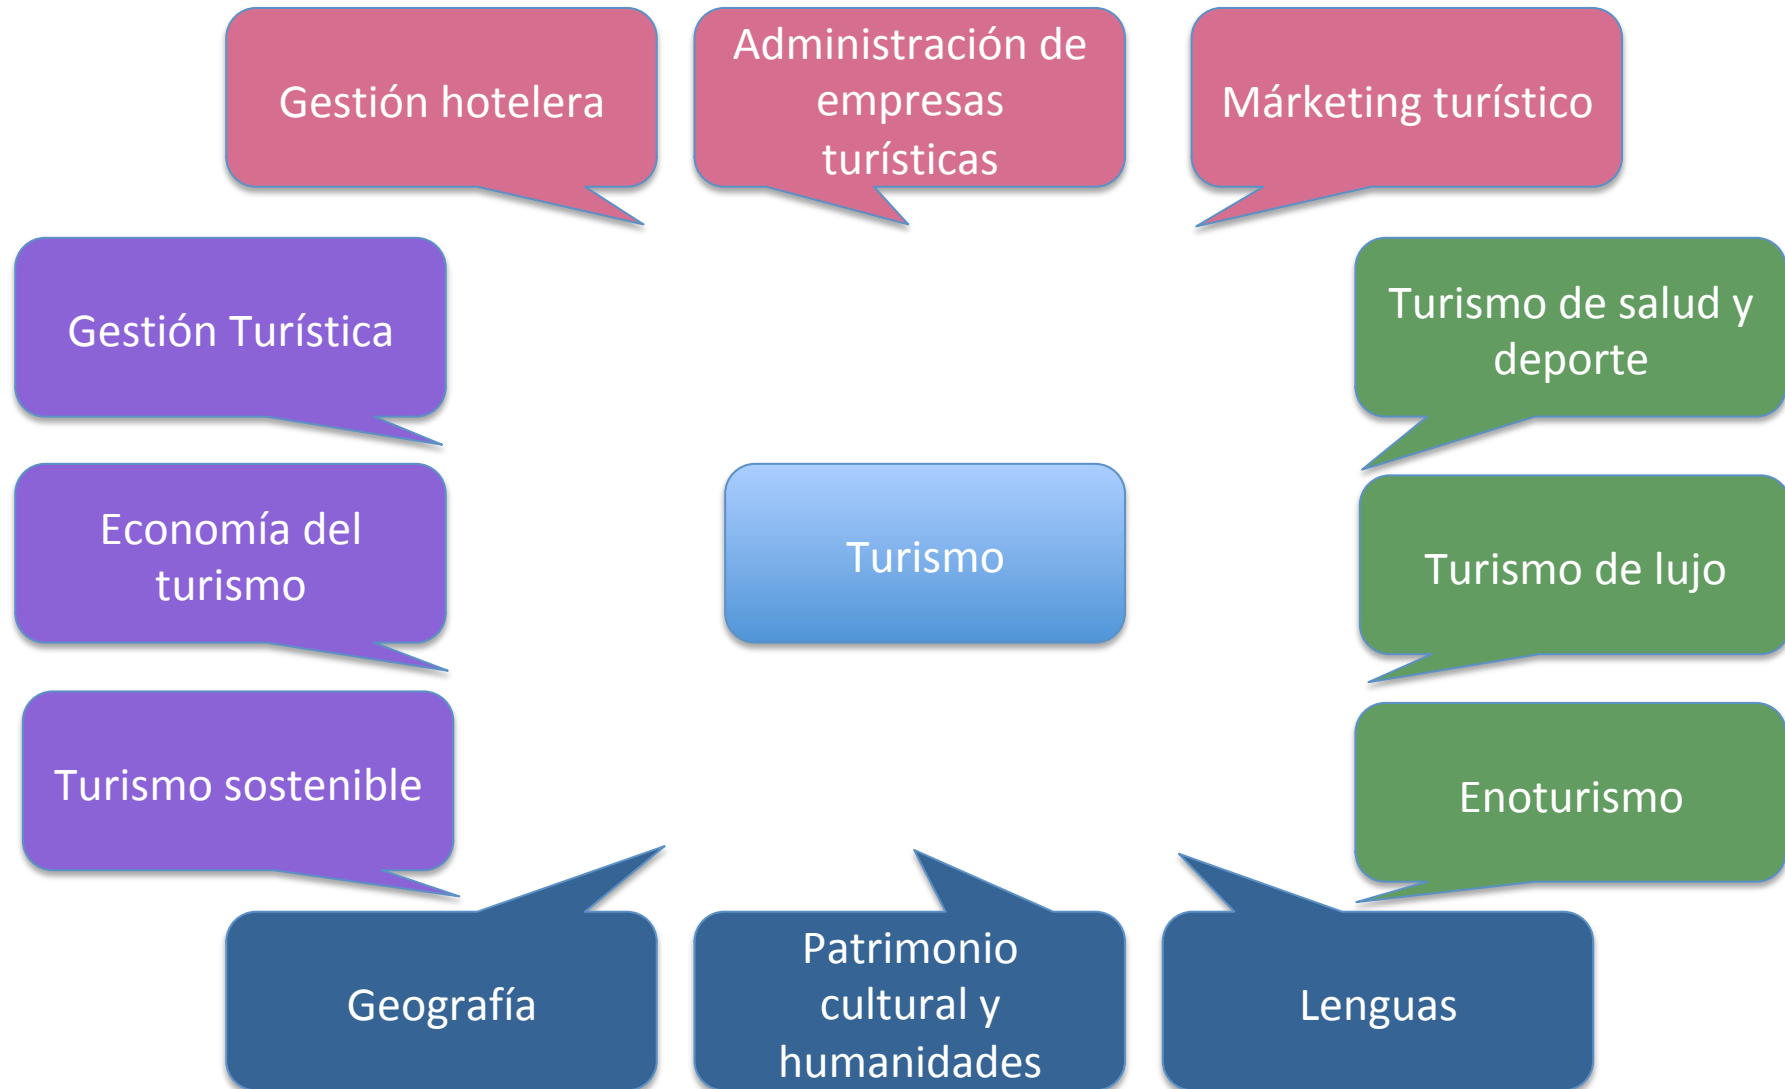 Gestión hotelera
Administración de
empresas
turísticas
Márketing turístico
Gestión Turística
Turismo de salud y
deporte
Economía del
turismo
Turismo
Turismo de lujo
Turismo sostenible
Enoturismo
Geografía
Patrimonio
cultural y
humanidades
Lenguas